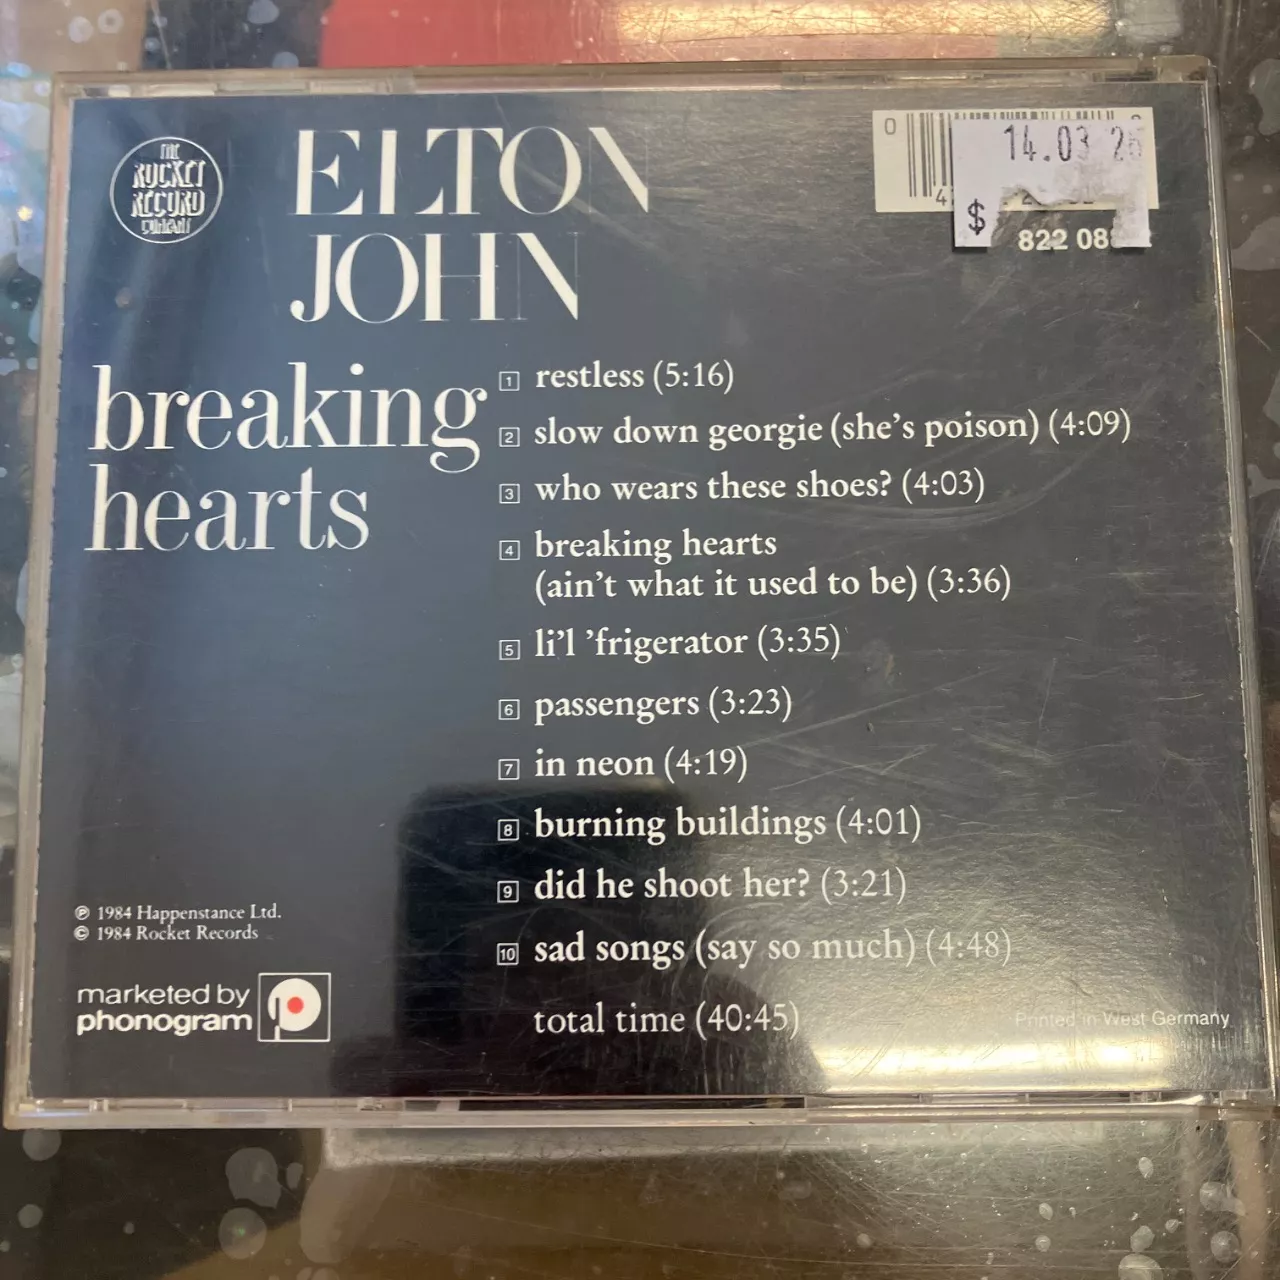 THE
ROCKET
RECORD
COMPANY
ELTON
JOHN
breaking
hearts
0
14.03
$
822 08
1 restless (5:16)
2 slow down georgie (she's poison) (4:09)
3 who wears these shoes? (4:03)
4 breaking hearts
(ain't what it used to be) (3:36)
5 li'l 'frigerator (3:35)
6 passengers (3:23)
7 in neon (4:19)
8 burning buildings (4:01)
9 did he shoot her? (3:21)
10 sad songs (say so much) (4:48)
total time (40:45)
℗ 1984 Happenstance Ltd.
© 1984 Rocket Records
marketed by
phonogram
Printed in West Germany